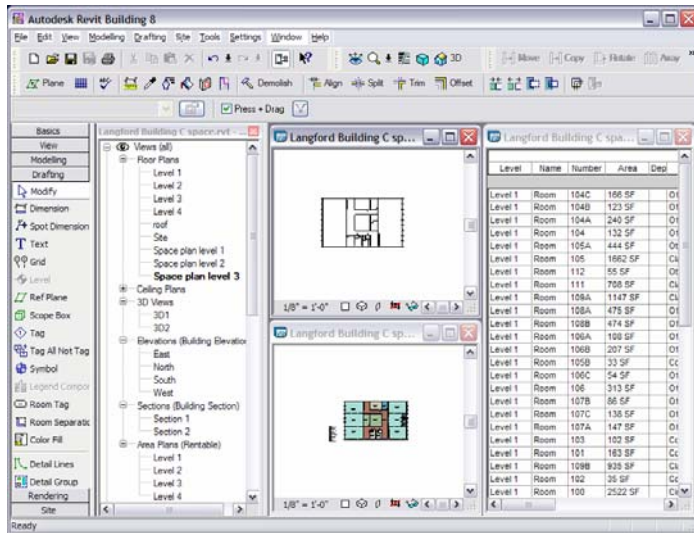 Autodesk Revit Building 8
File Edit View Modelling Drafting Site Tools Settings Window Help
3D Move Copy Rotate Array
Plane Demolish Align Split Trim Offset
Press + Drag
Basics
View
Modelling
Drafting
Modify
Dimension
Spot Dimension
Text
Grid
Level
Ref Plane
Scope Box
Tag
Tag All Not Tag
Symbol
Legend Compor
Room Tag
Room Separatic
Color Fill
Detail Lines
Detail Group
Rendering
Site
Langford Building C space.rvt - ...
Views (all)
Floor Plans
Level 1
Level 2
Level 3
Level 4
roof
Site
Space plan level 1
Space plan level 2
Space plan level 3
Ceiling Plans
3D Views
3D1
3D2
Elevations (Building Elevation
East
North
South
West
Sections (Building Section)
Section 1
Section 2
Area Plans (Rentable)
Level 1
Level 2
Level 3
Level 4
Langford Building C sp...
1/8" = 1'-0"
Langford Building C sp...
1/8" = 1'-0"
Langford Building C spa...
Level Name Number Area Dep
Level 1 Room 104C 166 SF
Level 1 Room 104B 123 SF
Level 1 Room 104A 240 SF
Level 1 Room 104 132 SF
Level 1 Room 105A 444 SF
Level 1 Room 105 1662 SF
Level 1 Room 112 55 SF
Level 1 Room 111 768 SF
Level 1 Room 109A 1147 SF
Level 1 Room 108A 475 SF
Level 1 Room 108B 474 SF
Level 1 Room 106A 108 SF
Level 1 Room 106B 207 SF
Level 1 Room 105B 33 SF
Level 1 Room 106C 54 SF
Level 1 Room 106 313 SF
Level 1 Room 107B 86 SF
Level 1 Room 107C 138 SF
Level 1 Room 107A 147 SF
Level 1 Room 103 102 SF
Level 1 Room 101 163 SF
Level 1 Room 109B 935 SF
Level 1 Room 102 35 SF
Level 1 Room 100 2522 SF
Ready